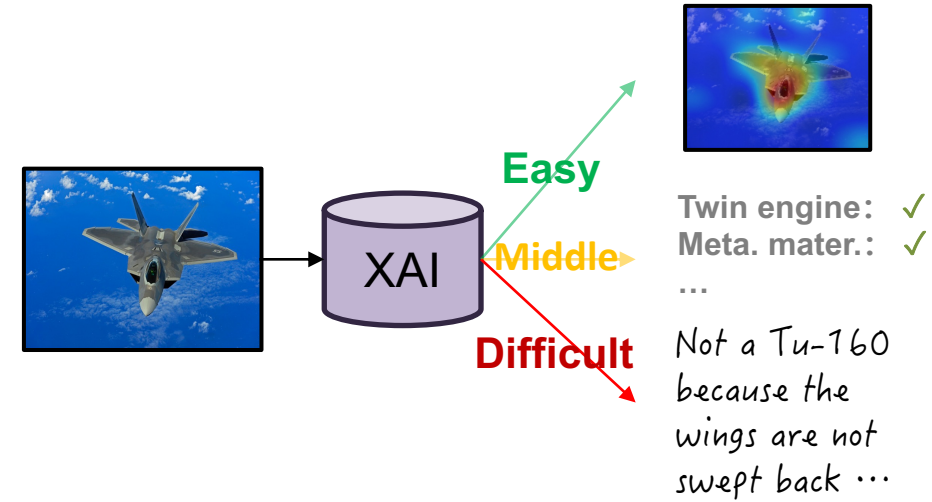 Easy
XAI
Middle
Difficult
Twin engine: ✓
Meta. mater.: ✓
...
Not a Tu-160
because the
wings are not
swept back ...